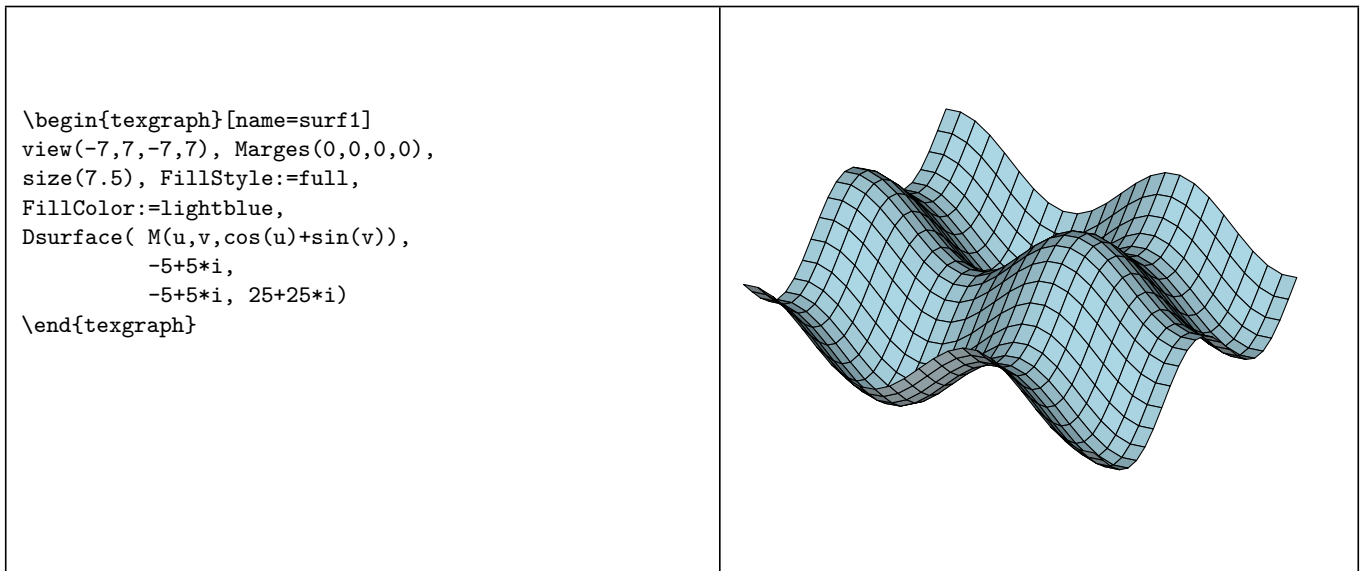 \begin{texgraph}[name=surf1]
view(-7,7,-7,7), Marges(0,0,0,0),
size(7.5), FillStyle:=full,
FillColor:=lightblue,
Dsurface( M(u,v,cos(u)+sin(v)),
          -5+5*i,
          -5+5*i, 25+25*i)
\end{texgraph}